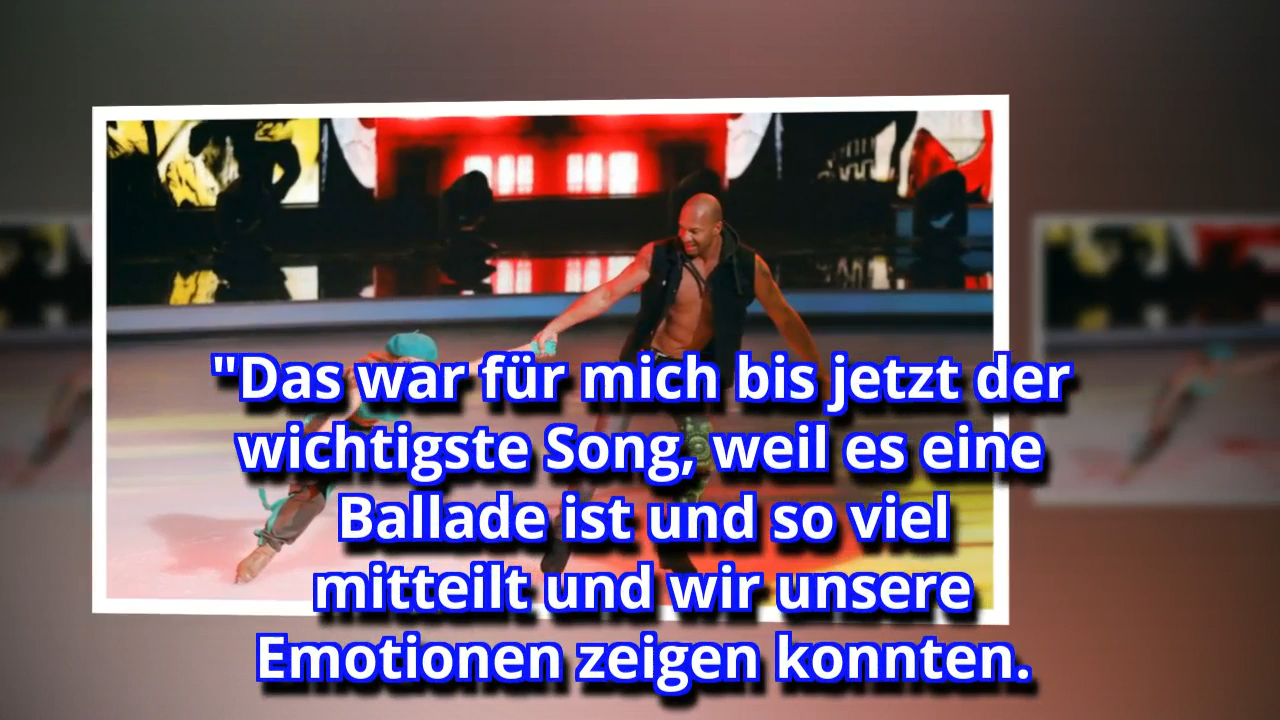 "Das war für mich bis jetzt der
wichtigste Song, weil es eine
Ballade ist und so viel
mitteilt und wir unsere
Emotionen zeigen konnten.